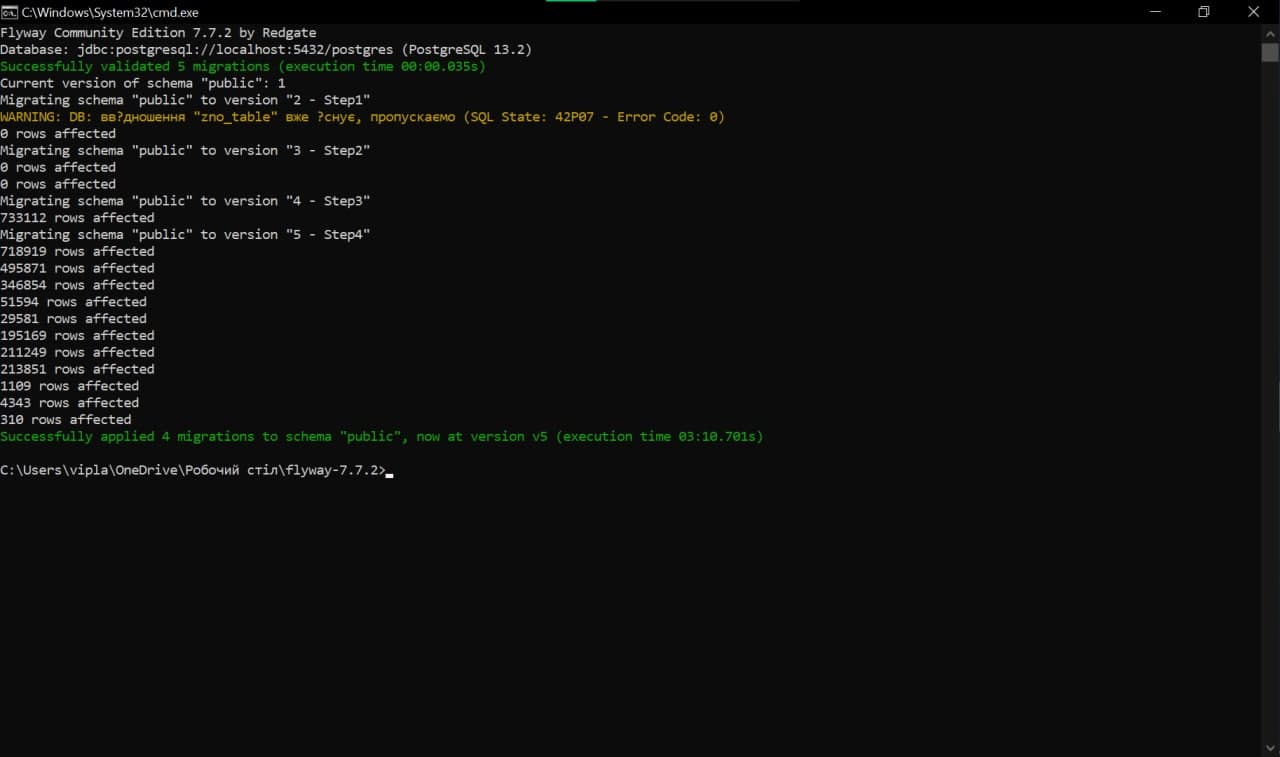 C:\Windows\System32\cmd.exe
Flyway Community Edition 7.7.2 by Redgate
Database: jdbc:postgresql://localhost:5432/postgres (PostgreSQL 13.2)
Successfully validated 5 migrations (execution time 00:00.035s)
Current version of schema "public": 1
Migrating schema "public" to version "2 - Step1"
WARNING: DB: вв?дношення "zno_table" вже ?снує, пропускаємо (SQL State: 42P07 - Error Code: 0)
0 rows affected
Migrating schema "public" to version "3 - Step2"
0 rows affected
0 rows affected
Migrating schema "public" to version "4 - Step3"
733112 rows affected
Migrating schema "public" to version "5 - Step4"
718919 rows affected
495871 rows affected
346854 rows affected
51594 rows affected
29581 rows affected
195169 rows affected
211249 rows affected
213851 rows affected
1109 rows affected
4343 rows affected
310 rows affected
Successfully applied 4 migrations to schema "public", now at version v5 (execution time 03:10.701s)
C:\Users\vipla\OneDrive\Робочий стіл\flyway-7.7.2>